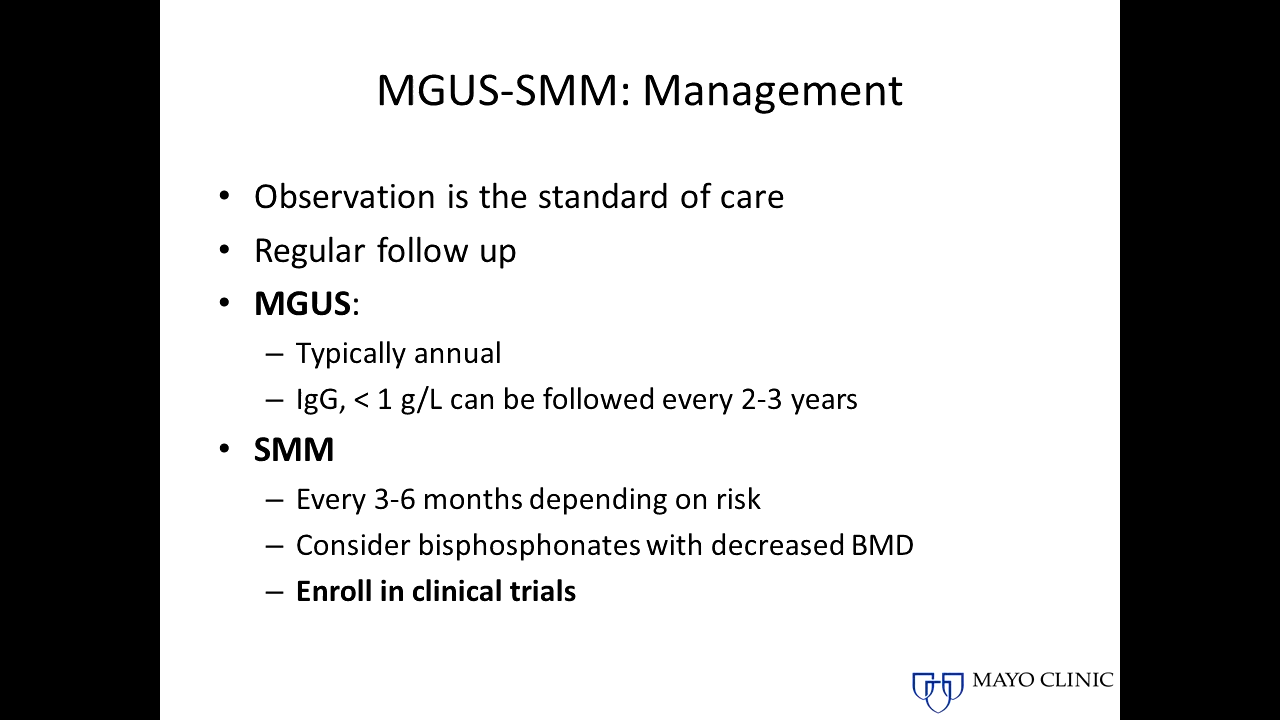 MGUS-SMM: Management
• Observation is the standard of care
• Regular follow up
• MGUS:
– Typically annual
– IgG, < 1 g/L can be followed every 2-3 years
• SMM
– Every 3-6 months depending on risk
– Consider bisphosphonates with decreased BMD
– Enroll in clinical trials
MAYO CLINIC